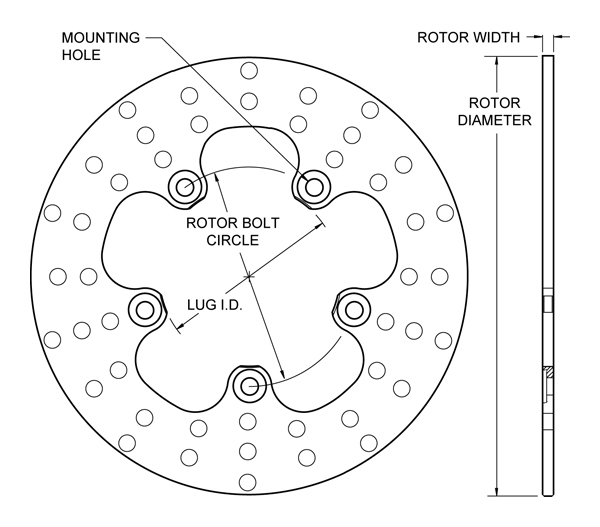 MOUNTING
HOLE
ROTOR WIDTH
ROTOR
DIAMETER
ROTOR BOLT
CIRCLE
LUG I.D.